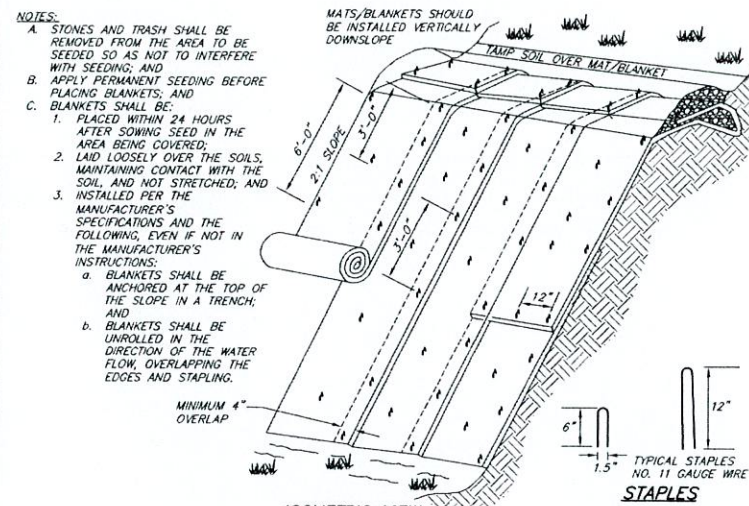 NOTES:
A. STONES AND TRASH SHALL BE
REMOVED FROM THE AREA TO BE
SEEDED SO AS NOT TO INTERFERE
WITH SEEDING; AND
B. APPLY PERMANENT SEEDING BEFORE
PLACING BLANKETS; AND
C. BLANKETS SHALL BE:
1. PLACED WITHIN 24 HOURS
AFTER SOWING SEED IN THE
AREA BEING COVERED;
2. LAID LOOSELY OVER THE SOILS,
MAINTAINING CONTACT WITH THE
SOIL, AND NOT STRETCHED; AND
3. INSTALLED PER THE
MANUFACTURER'S
SPECIFICATIONS AND THE
FOLLOWING, EVEN IF NOT IN
THE MANUFACTURER'S
INSTRUCTIONS:
a. BLANKETS SHALL BE
ANCHORED AT THE TOP OF
THE SLOPE IN A TRENCH;
AND
b. BLANKETS SHALL BE
UNROLLED IN THE
DIRECTION OF THE WATER
FLOW, OVERLAPPING THE
EDGES AND STAPLING.
MATS/BLANKETS SHOULD
BE INSTALLED VERTICALLY
DOWNSLOPE
TAMP SOIL OVER MAT/BLANKET
6'-0"
3'-0"
2:1 SLOPE
3'-0"
12"
MINIMUM 4"
OVERLAP
6"
1.5"
12"
TYPICAL STAPLES
NO. 11 GAUGE WIRE
STAPLES